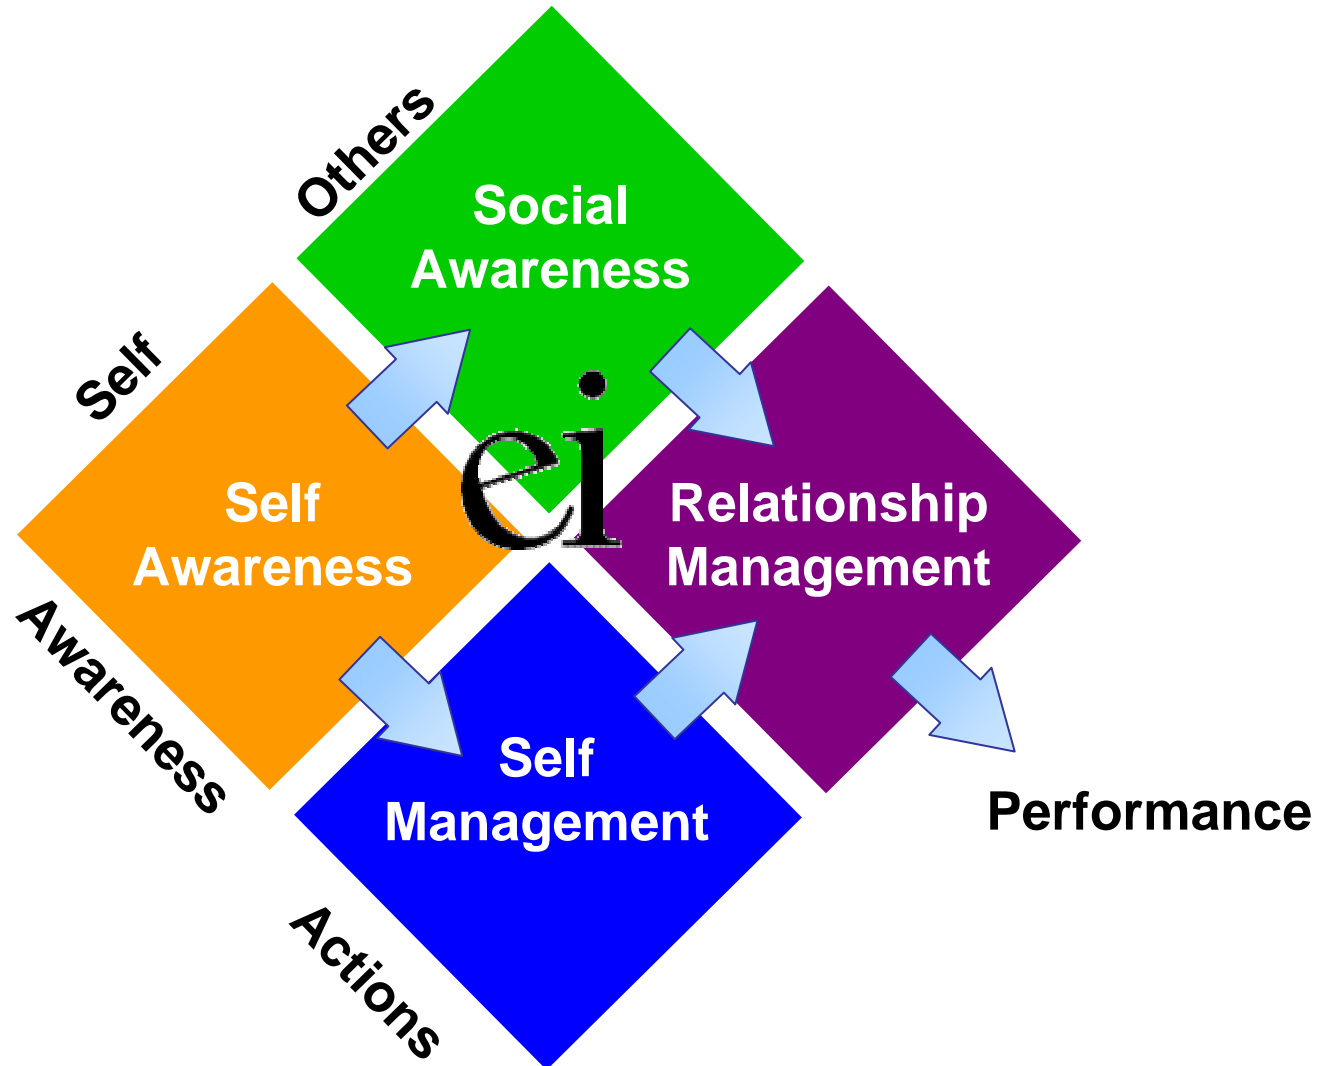 Others
Social
Awareness
Self
ei
Self
Awareness
Relationship
Management
Awareness
Self
Management
Performance
Actions